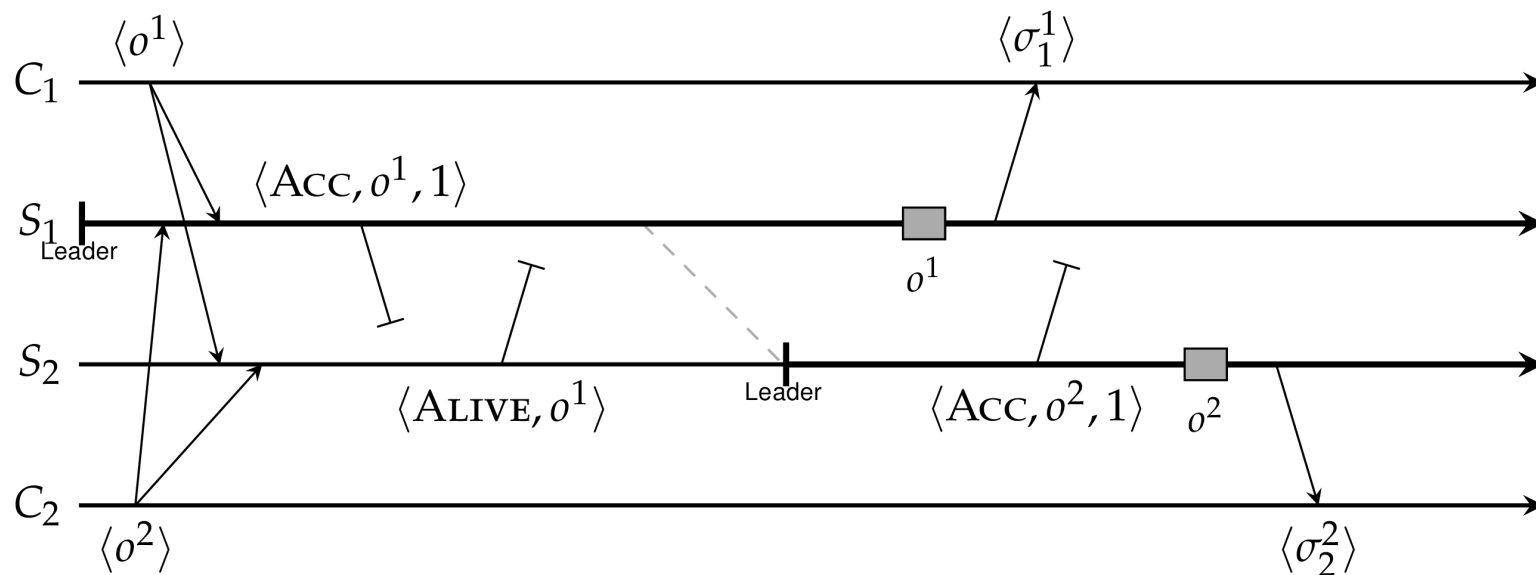 ⟨o¹⟩
⟨σ₁¹⟩
C₁
⟨ACC, o¹, 1⟩
S₁
Leader
o¹
S₂
Leader
⟨ALIVE, o¹⟩
⟨ACC, o², 1⟩
o²
C₂
⟨o²⟩
⟨σ₂²⟩